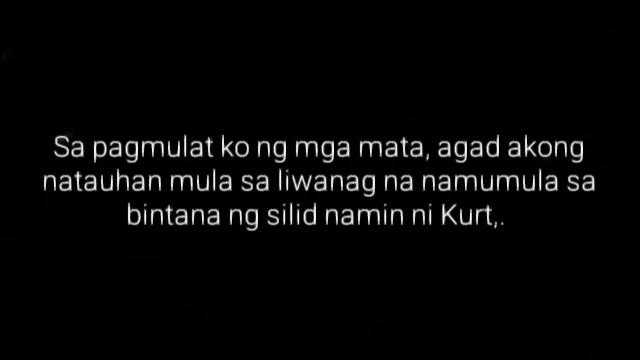 Sa pagmulat ko ng mga mata, agad akong
natauhan mula sa liwanag na namumula sa
bintana ng silid namin ni Kurt,.